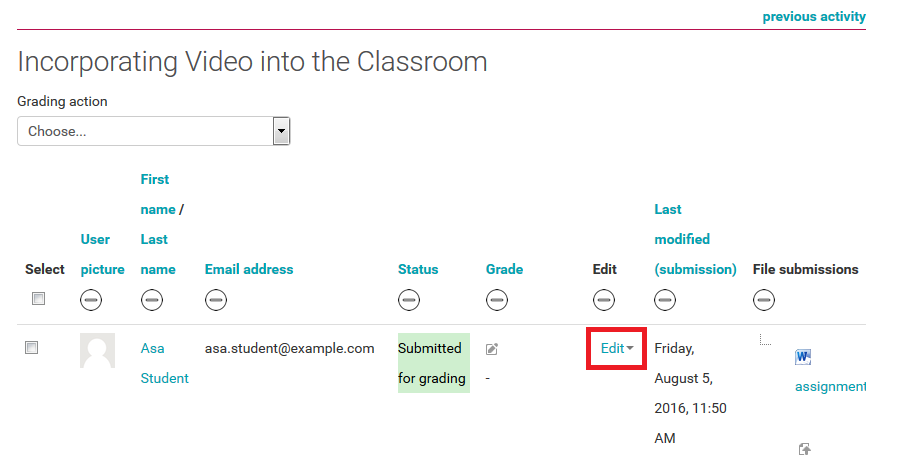 previous activity
Incorporating Video into the Classroom
Grading action
Choose...
First
name /
Last
User
Last
modified
Select picture name Email address Status Grade Edit (submission) File submissions
Asa asa.student@example.com Submitted Edit Friday,
Student for grading - August 5,
assignment
2016, 11:50
AM